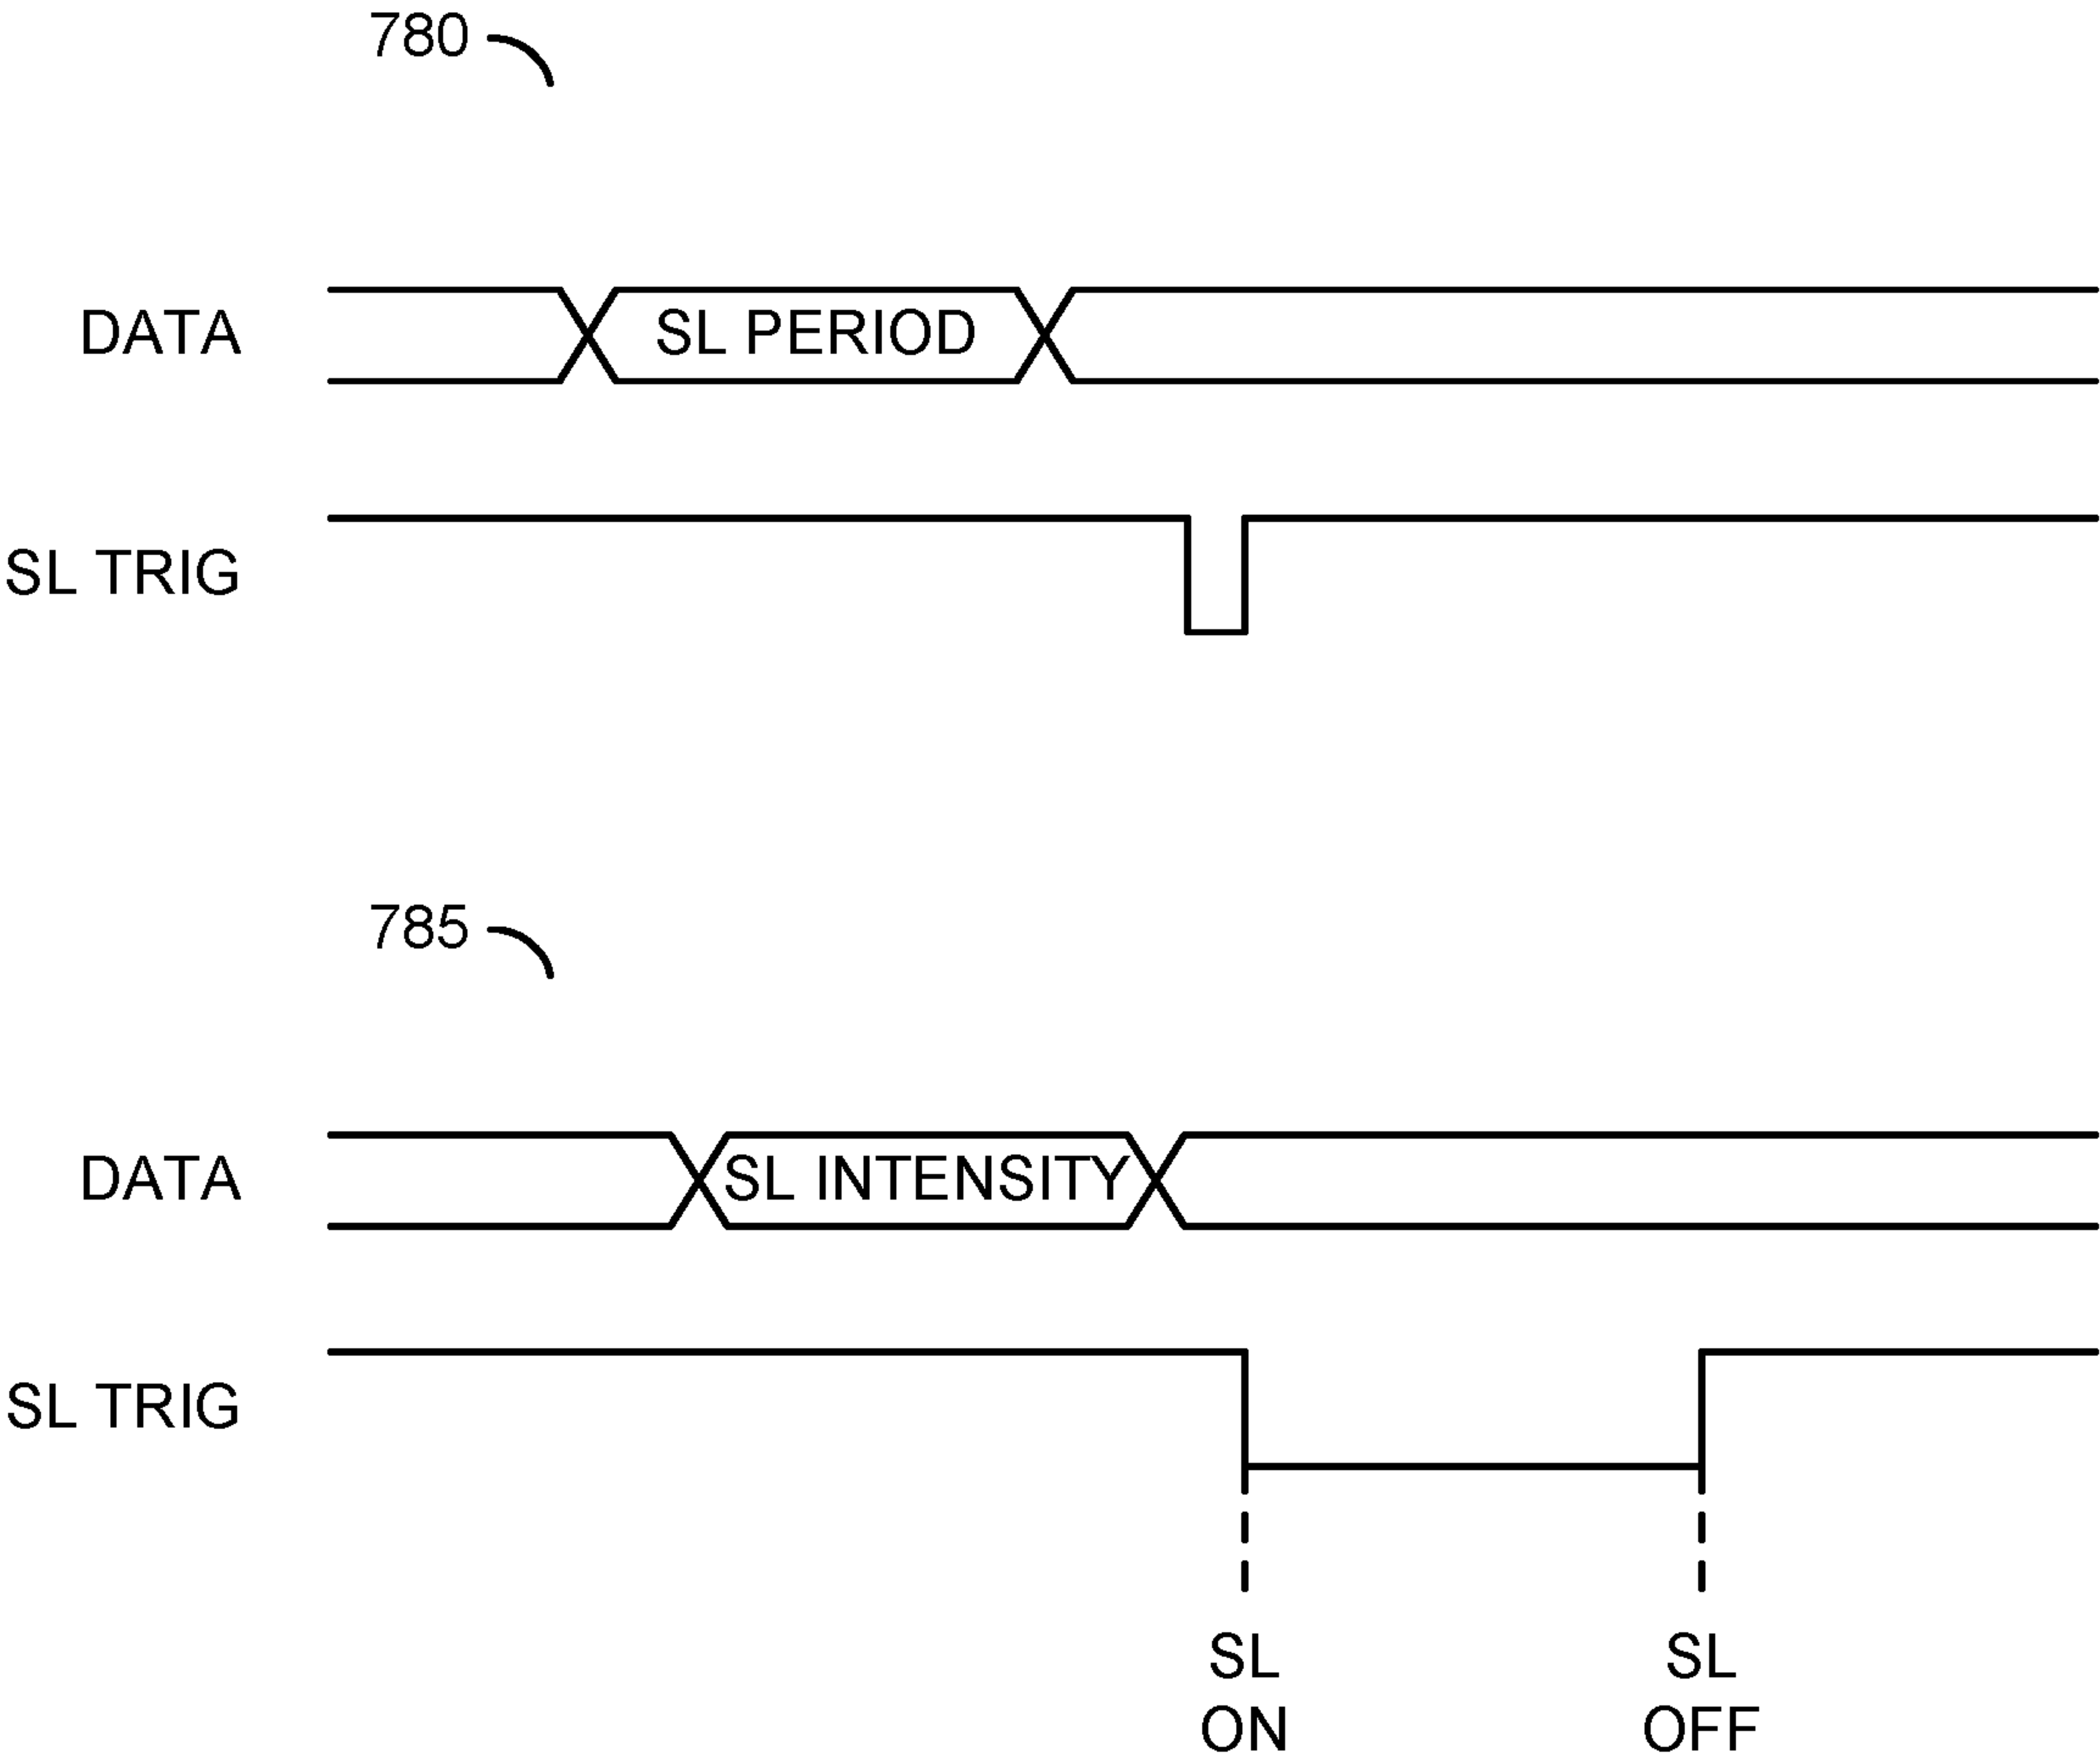 780
DATA
SL PERIOD
SL TRIG
785
DATA
SL INTENSITY
SL TRIG
SL ON
SL OFF